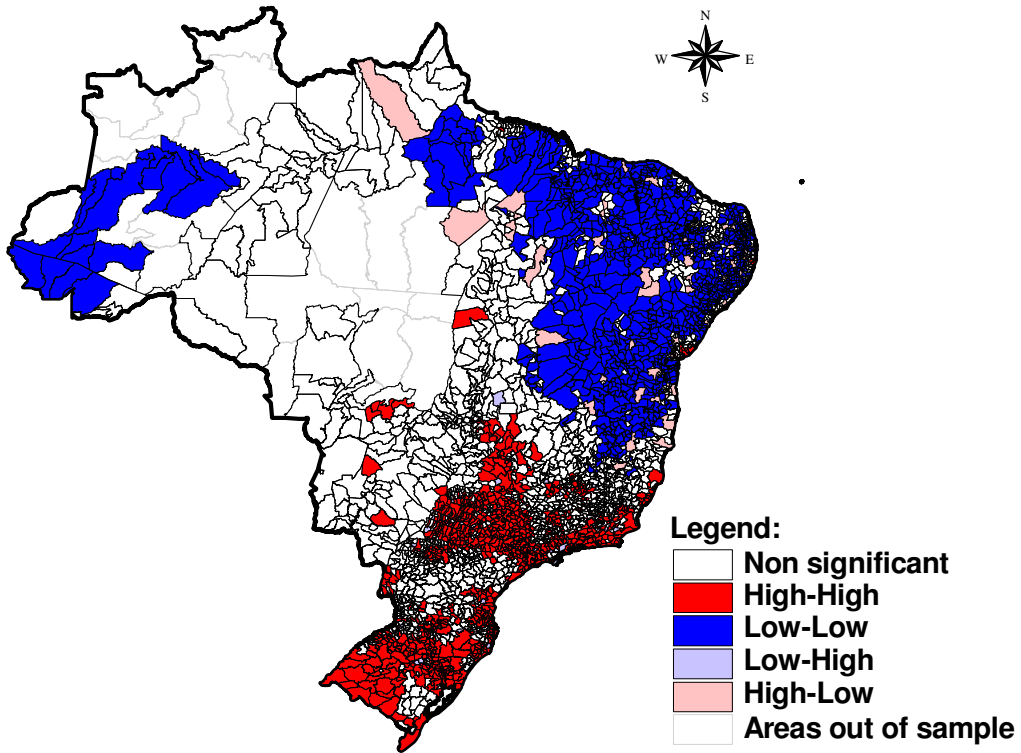 N
W E
S
Legend:
Non significant
High-High
Low-Low
Low-High
High-Low
Areas out of sample